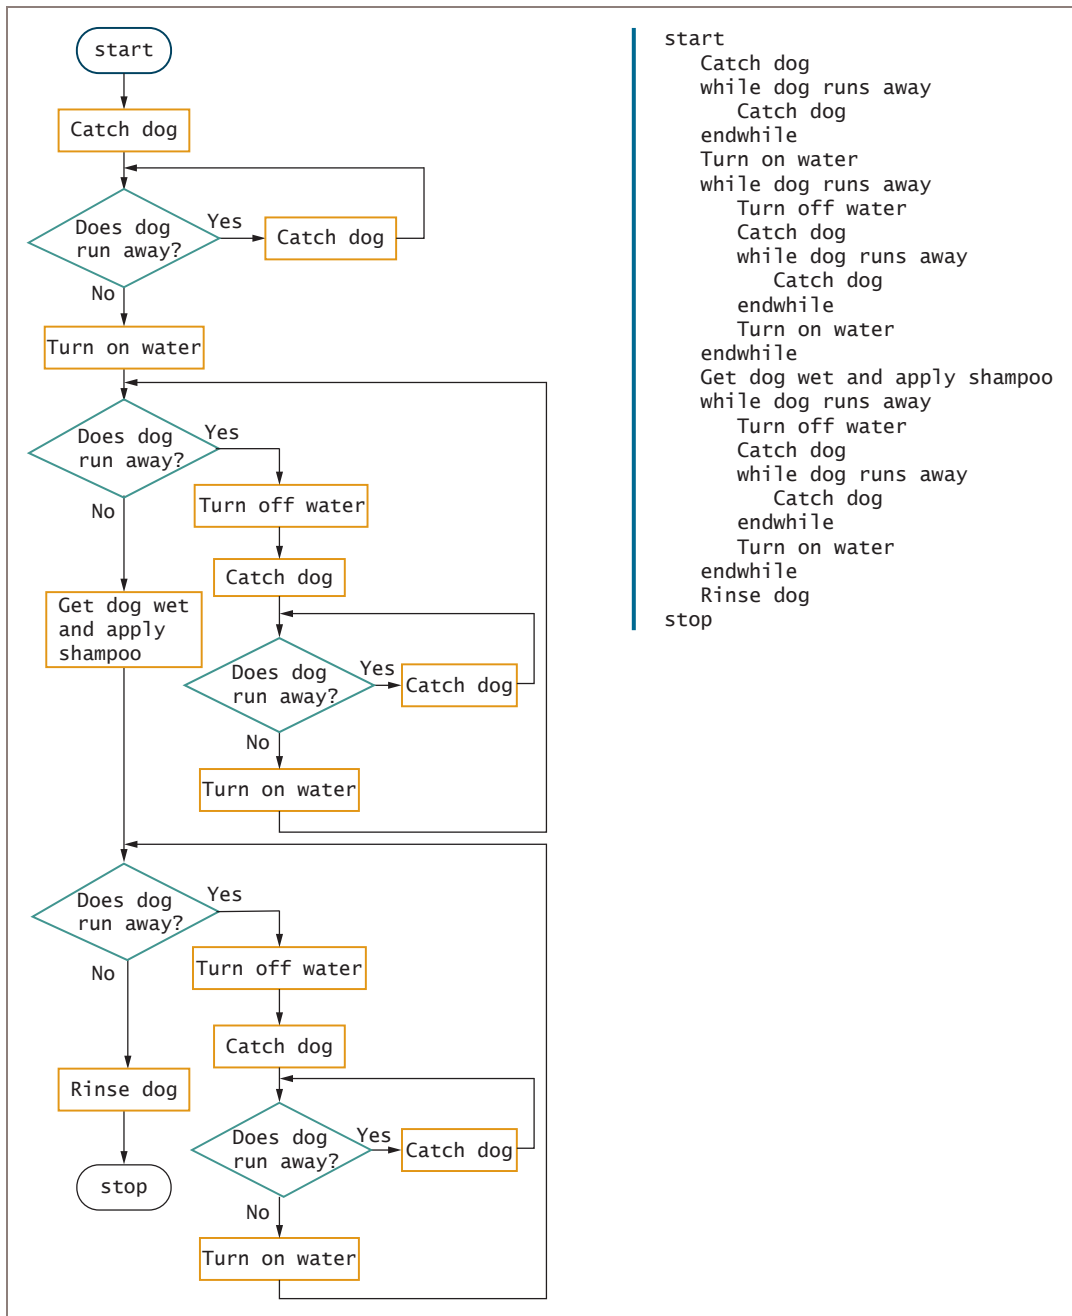 start
Catch dog
Does dog
run away?
Yes
Catch dog
No
Turn on water
Does dog
run away?
Yes
No
Turn off water
Catch dog
Get dog wet
and apply
shampoo
Does dog
run away?
Yes
Catch dog
No
Turn on water
Does dog
run away?
Yes
No
Turn off water
Catch dog
Rinse dog
Does dog
run away?
Yes
Catch dog
stop
No
Turn on water
start
Catch dog
while dog runs away
Catch dog
endwhile
Turn on water
while dog runs away
Turn off water
Catch dog
while dog runs away
Catch dog
endwhile
Turn on water
endwhile
Get dog wet and apply shampoo
while dog runs away
Turn off water
Catch dog
while dog runs away
Catch dog
endwhile
Turn on water
endwhile
Rinse dog
stop